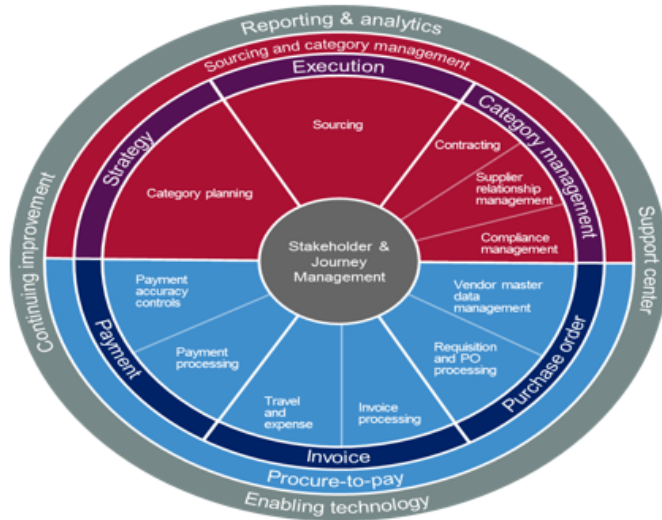 Reporting & analytics
Sourcing and category management
Execution
Strategy
Category management
Sourcing
Contracting
Category planning
Supplier
relationship
management
Compliance
management
Continuing improvement
Support center
Stakeholder &
Journey
Management
Payment
accuracy
controls
Vendor master
data
management
Payment
processing
Requisition
and PO
processing
Payment
Purchase order
Travel
and
expense
Invoice
processing
Invoice
Procure-to-pay
Enabling technology